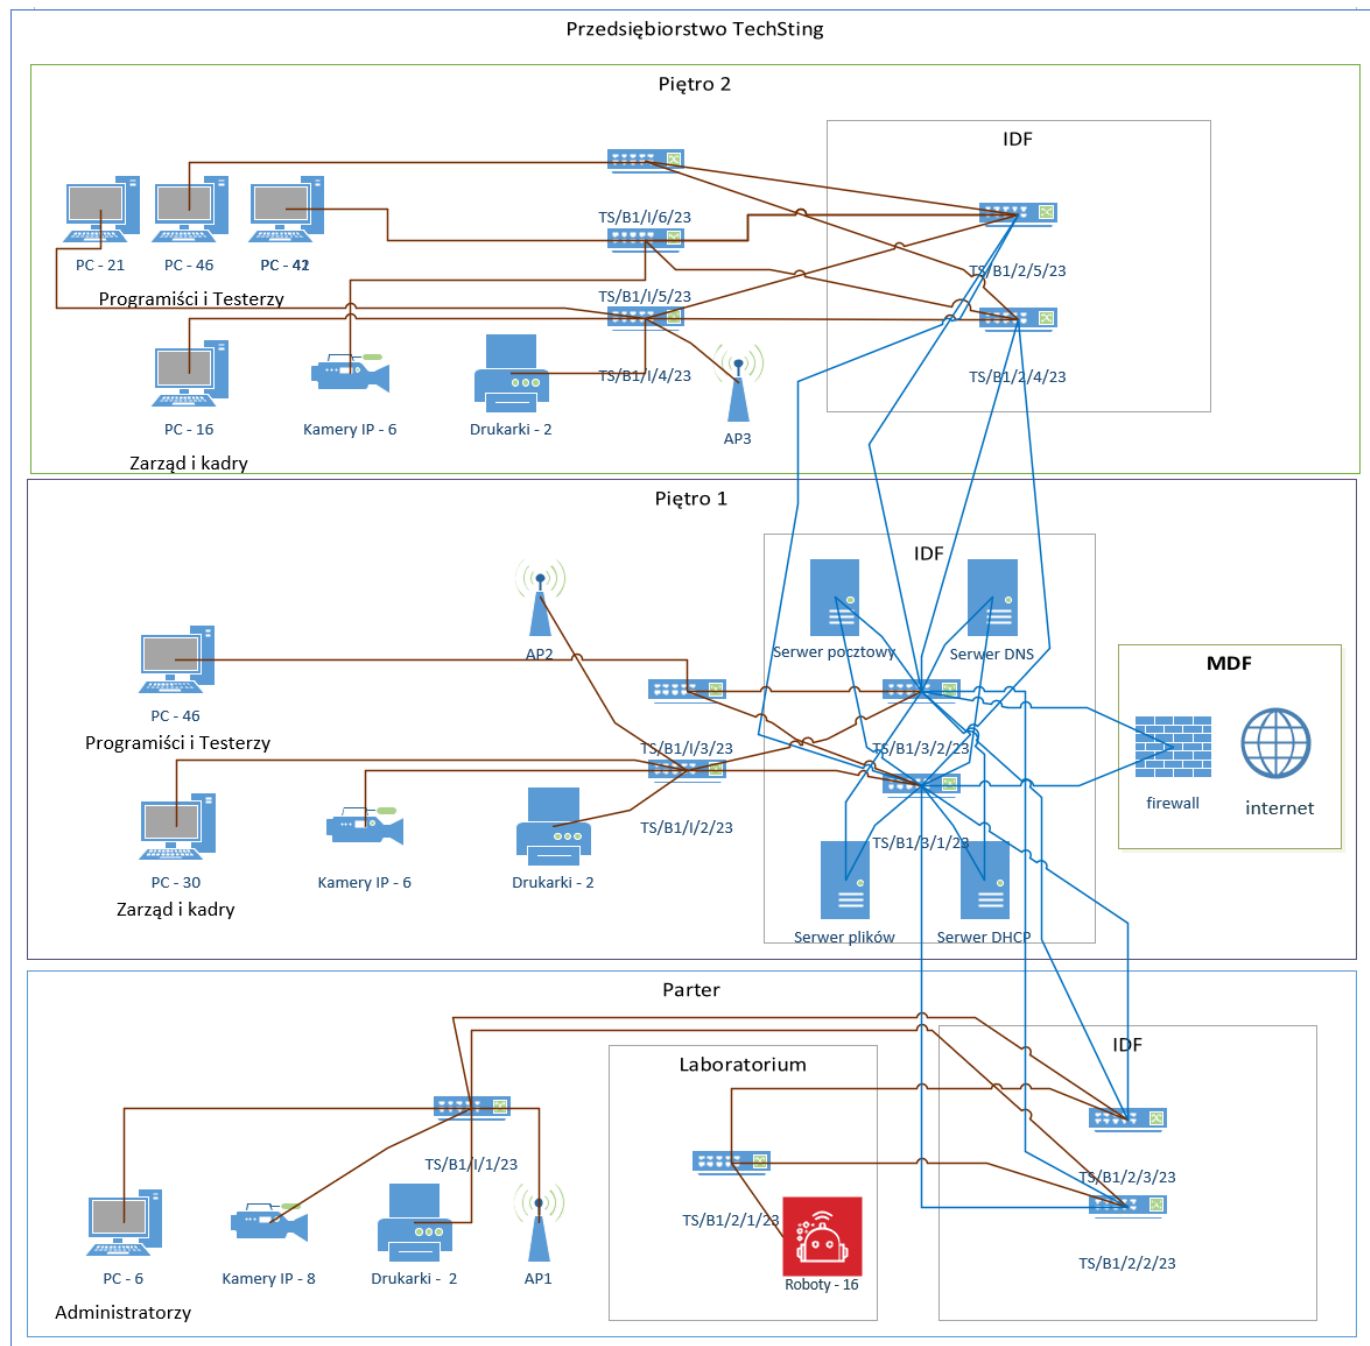 Przedsiębiorstwo TechSting
Piętro 2
IDF
TS/B1/I/6/23
PC - 21
PC - 46
TS/B1/2/5/23
Programiści i Testerzy
TS/B1/I/5/23
TS/B1/I/4/23
TS/B1/2/4/23
PC - 16
Kamery IP - 6
Drukarki - 2
AP3
Zarząd i kadry
Piętro 1
IDF
AP2
Serwer pocztowy
Serwer DNS
MDF
PC - 46
Programiści i Testerzy
TS/B1/I/3/23
TS/B1/3/2/23
firewall
internet
TS/B1/I/2/23
TS/B1/3/1/23
PC - 30
Kamery IP - 6
Drukarki - 2
Zarząd i kadry
Serwer plików
Serwer DHCP
Parter
IDF
Laboratorium
TS/B1/I/1/23
TS/B1/2/3/23
TS/B1/2/1/23
TS/B1/2/2/23
PC - 6
Kamery IP - 8
Drukarki - 2
AP1
Roboty - 16
Administratorzy